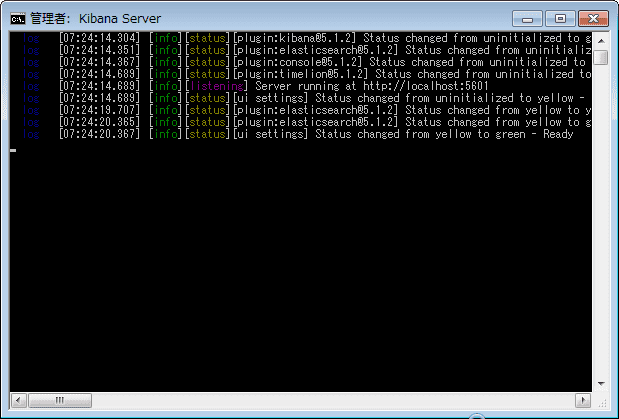 管理者: Kibana Server
log [07:24:14.304] [info][status][plugin:kibana@5.1.2] Status changed from uninitialized to g
log [07:24:14.351] [info][status][plugin:elasticsearch@5.1.2] Status changed from uninitializ
log [07:24:14.367] [info][status][plugin:console@5.1.2] Status changed from uninitialized to
log [07:24:14.689] [info][status][plugin:timelion@5.1.2] Status changed from uninitialized to
log [07:24:14.689] [info][listening] Server running at http://localhost:5601
log [07:24:14.689] [info][status][ui settings] Status changed from uninitialized to yellow -
log [07:24:19.707] [info][status][plugin:elasticsearch@5.1.2] Status changed from yellow to y
log [07:24:20.365] [info][status][plugin:elasticsearch@5.1.2] Status changed from yellow to g
log [07:24:20.367] [info][status][ui settings] Status changed from yellow to green - Ready